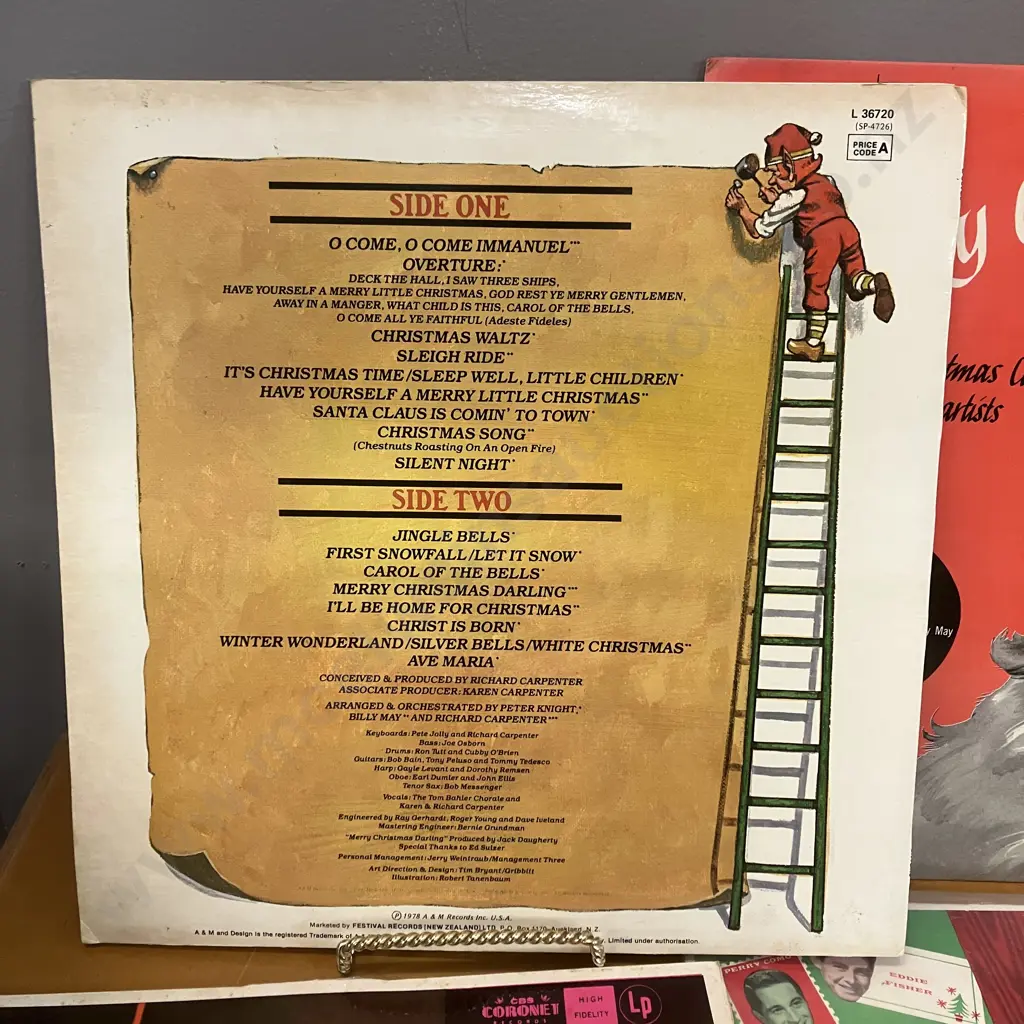 L 36720
(SP-4726)
PRICE
CODE A
SIDE ONE
O COME, O COME IMMANUEL***
OVERTURE:*
DECK THE HALL, I SAW THREE SHIPS,
HAVE YOURSELF A MERRY LITTLE CHRISTMAS, GOD REST YE MERRY GENTLEMEN,
AWAY IN A MANGER, WHAT CHILD IS THIS, CAROL OF THE BELLS,
O COME ALL YE FAITHFUL (Adeste Fideles)
CHRISTMAS WALTZ*
SLEIGH RIDE**
IT'S CHRISTMAS TIME/SLEEP WELL, LITTLE CHILDREN*
HAVE YOURSELF A MERRY LITTLE CHRISTMAS**
SANTA CLAUS IS COMIN' TO TOWN*
CHRISTMAS SONG**
(Chestnuts Roasting On An Open Fire)
SILENT NIGHT*
SIDE TWO
JINGLE BELLS*
FIRST SNOWFALL/LET IT SNOW*
CAROL OF THE BELLS*
MERRY CHRISTMAS DARLING***
I'LL BE HOME FOR CHRISTMAS**
CHRIST IS BORN*
WINTER WONDERLAND/SILVER BELLS/WHITE CHRISTMAS**
AVE MARIA*
CONCEIVED & PRODUCED BY RICHARD CARPENTER
ASSOCIATE PRODUCER: KAREN CARPENTER
ARRANGED & ORCHESTRATED BY PETER KNIGHT,*
BILLY MAY** AND RICHARD CARPENTER***
Keyboards: Pete Jolly and Richard Carpenter
Bass: Joe Osborn
Drums: Ron Tutt and Cubby O'Brien
Guitars: Bob Bain, Tony Peluso and Tommy Tedesco
Harp: Gayle Levant and Dorothy Remsen
Oboe: Earl Dumler and John Ellis
Tenor Sax: Bob Messenger
Vocals: The Tom Bahler Chorale and
Karen & Richard Carpenter
Engineered by Ray Gerhardt, Roger Young and Dave Iveland
Mastering Engineer: Bernie Grundman
"Merry Christmas Darling" Produced by Jack Daugherty
Special Thanks to Ed Sulzer
Personal Management: Jerry Weintraub/Management Three
Art Direction & Design: Tim Bryant/Gribbitt
Illustration: Robert Tanenbaum
℗ 1978 A & M Records Inc. U.S.A.
Marketed by FESTIVAL RECORDS (NEW ZEALAND) LTD. P.O. Box 1170, Auckland, N.Z.
A & M and Design is the registered Trademark of Limited under authorisation.
y
tmas
artists
May
CBS
CORONET
RECORDS
HIGH
FIDELITY
Lp
PERRY COMO
EDDIE
FISHER